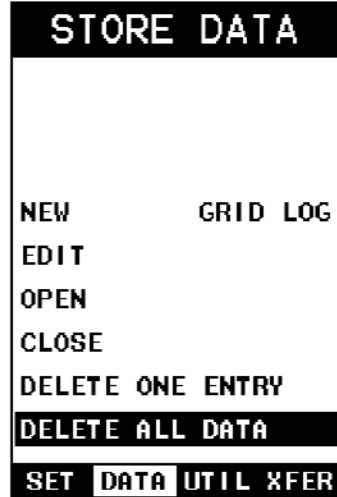 STORE DATA
NEW GRID LOG
EDIT
OPEN
CLOSE
DELETE ONE ENTRY
DELETE ALL DATA
SET DATA UTIL XFER